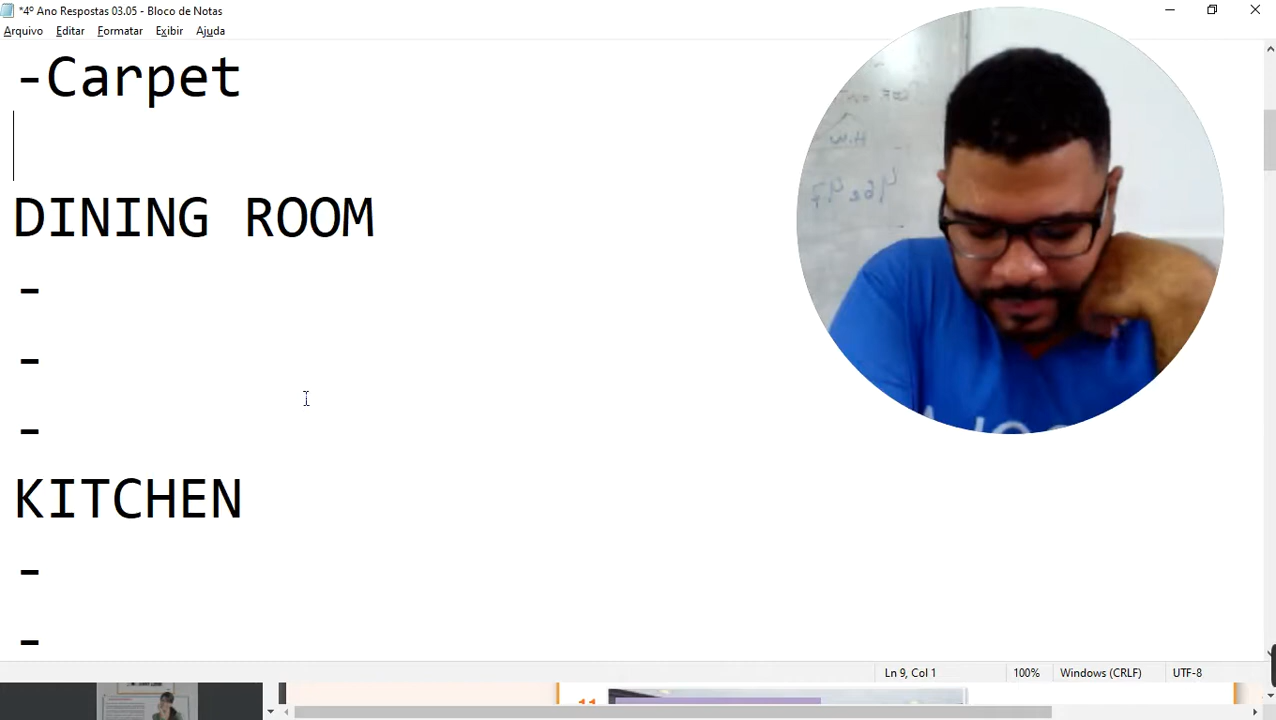 *4º Ano Respostas 03.05 - Bloco de Notas
Arquivo Editar Formatar Exibir Ajuda
-Carpet
DINING ROOM
-
-
-
KITCHEN
-
-
Ln 9, Col 1
100%
Windows (CRLF)
UTF-8
11